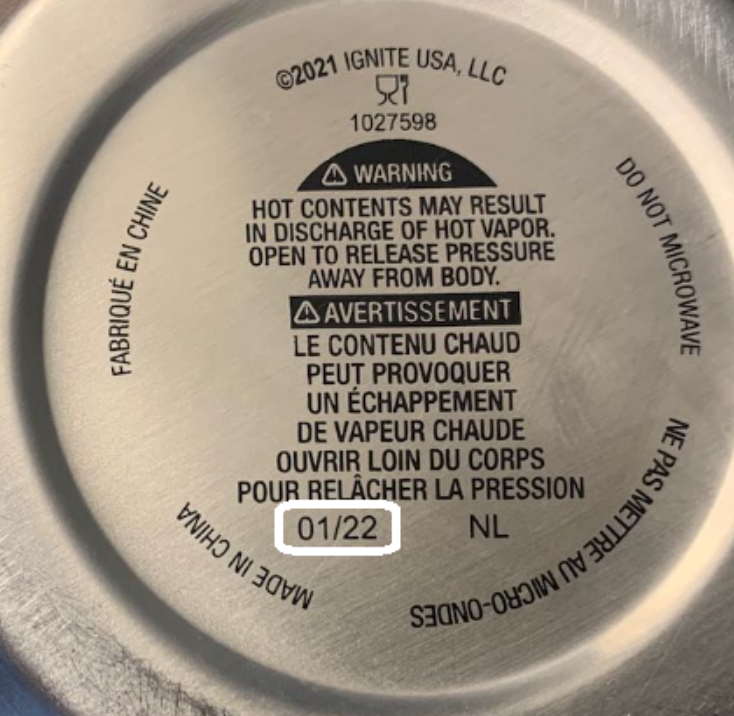 ©2021 IGNITE USA, LLC
1027598
WARNING
HOT CONTENTS MAY RESULT
IN DISCHARGE OF HOT VAPOR.
OPEN TO RELEASE PRESSURE
AWAY FROM BODY.
AVERTISSEMENT
LE CONTENU CHAUD
PEUT PROVOQUER
UN ÉCHAPPEMENT
DE VAPEUR CHAUDE
OUVRIR LOIN DU CORPS
POUR RELÂCHER LA PRESSION
01/22 NL
FABRIQUÉ EN CHINE
MADE IN CHINA
DO NOT MICROWAVE
NE PAS METTRE AU MICRO-ONDES